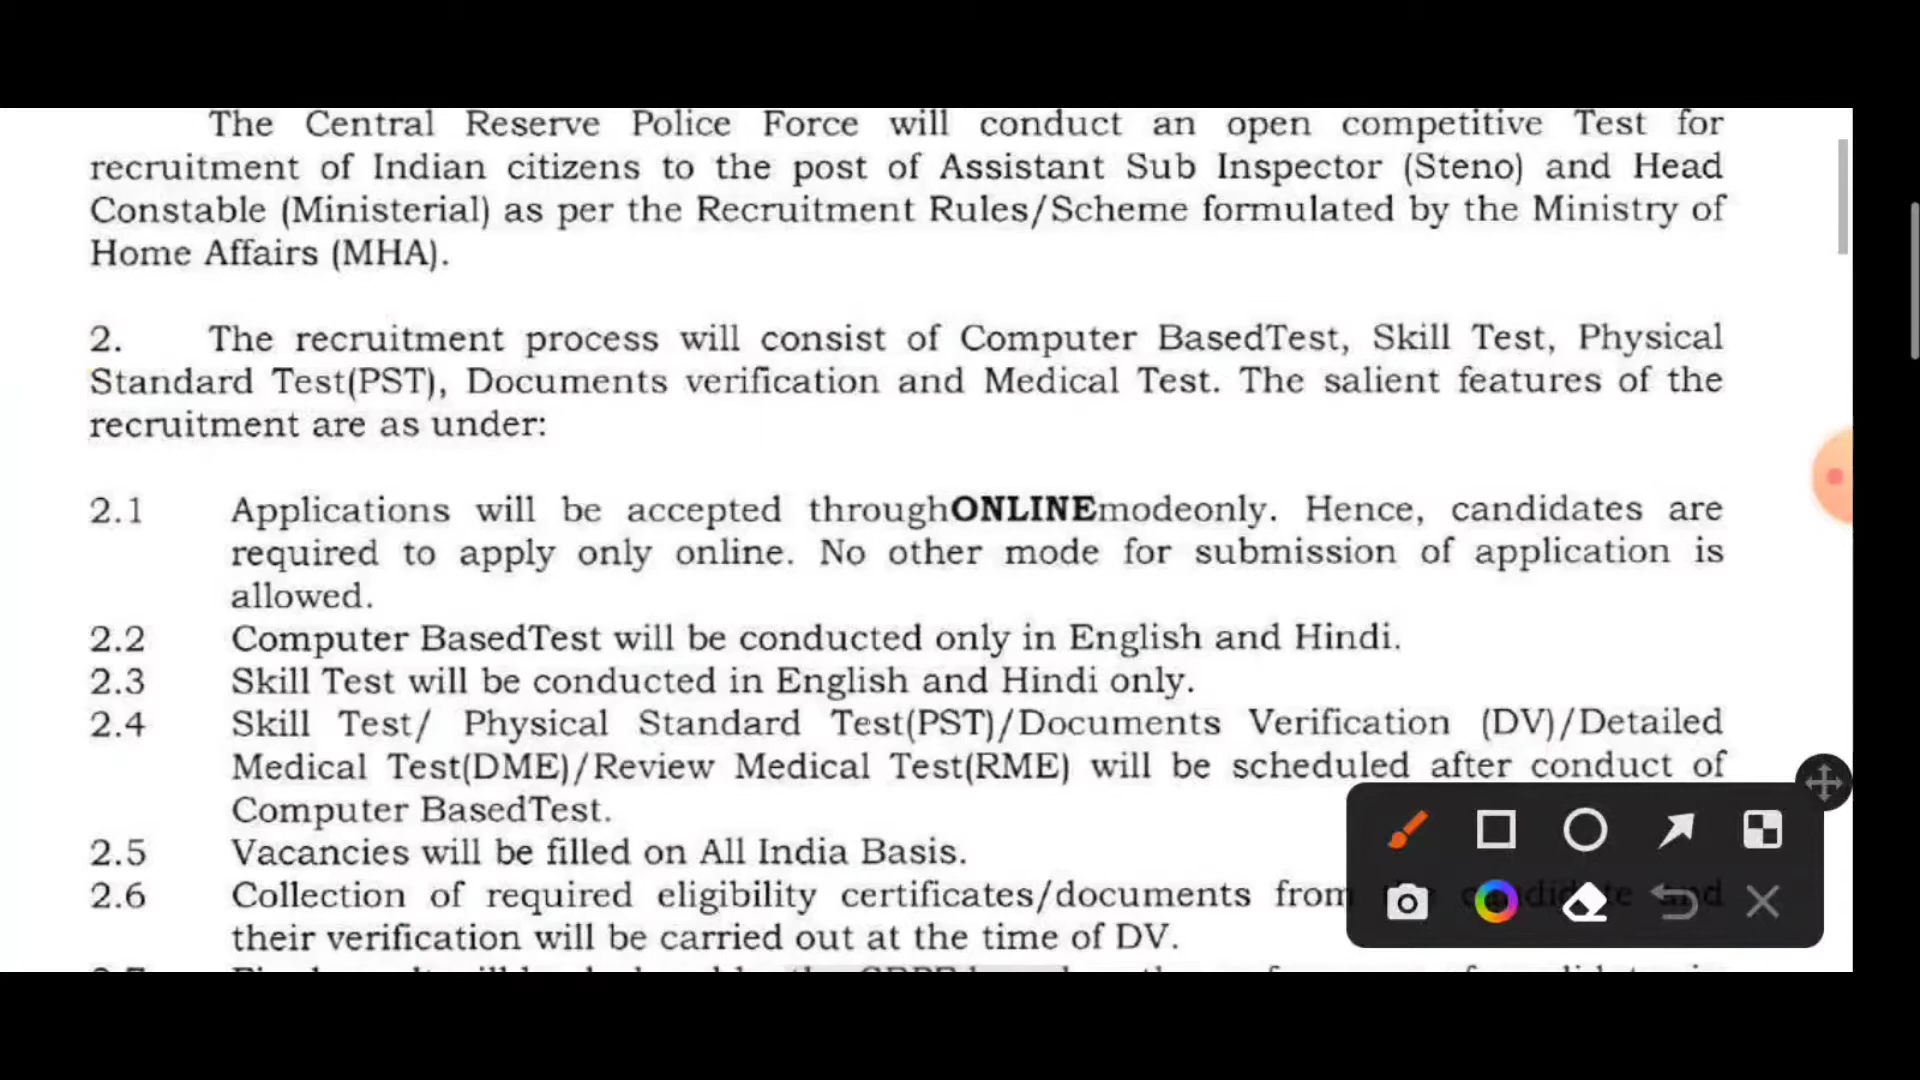 The Central Reserve Police Force will conduct an open competitive Test for
recruitment of Indian citizens to the post of Assistant Sub Inspector (Steno) and Head
Constable (Ministerial) as per the Recruitment Rules/Scheme formulated by the Ministry of
Home Affairs (MHA).
2. The recruitment process will consist of Computer BasedTest, Skill Test, Physical
Standard Test(PST), Documents verification and Medical Test. The salient features of the
recruitment are as under:
2.1 Applications will be accepted throughONLINEmodeonly. Hence, candidates are
required to apply only online. No other mode for submission of application is
allowed.
2.2 Computer BasedTest will be conducted only in English and Hindi.
2.3 Skill Test will be conducted in English and Hindi only.
2.4 Skill Test/ Physical Standard Test(PST)/Documents Verification (DV)/Detailed
Medical Test(DME)/Review Medical Test(RME) will be scheduled after conduct of
Computer BasedTest.
2.5 Vacancies will be filled on All India Basis.
2.6 Collection of required eligibility certificates/documents from
their verification will be carried out at the time of DV.